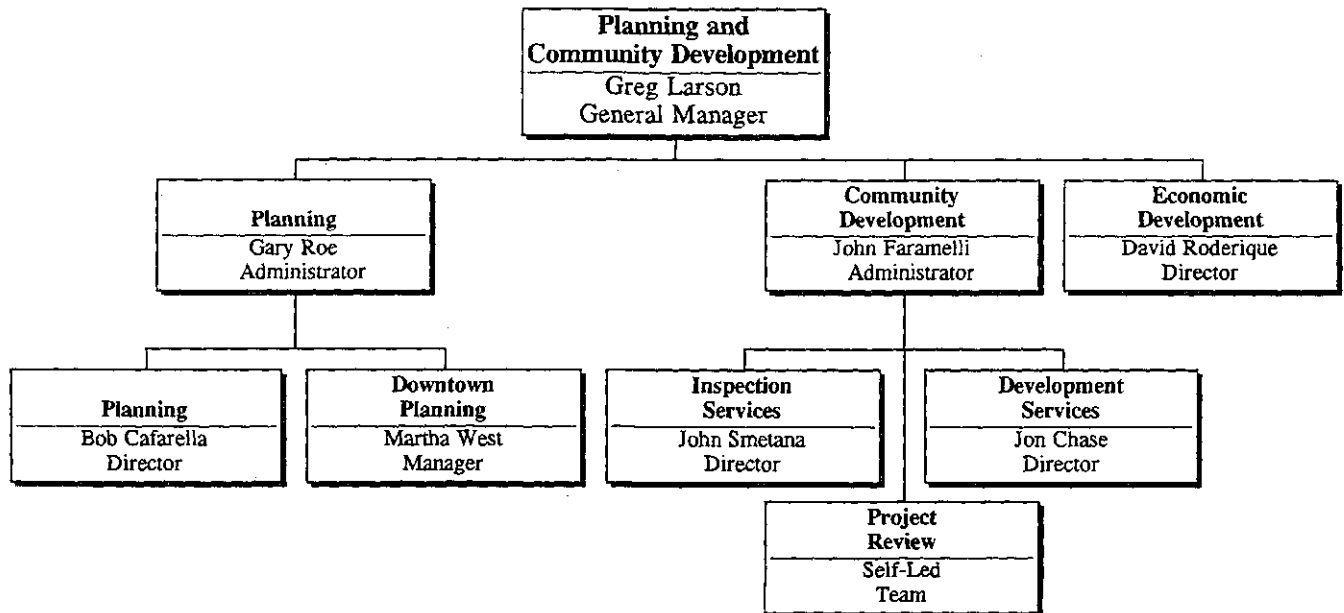 Planning and
Community Development
Greg Larson
General Manager
Planning
Gary Roe
Administrator
Community
Development
John Faramelli
Administrator
Economic
Development
David Roderique
Director
Planning
Bob Cafarella
Director
Downtown
Planning
Martha West
Manager
Inspection
Services
John Smetana
Director
Development
Services
Jon Chase
Director
Project
Review
Self-Led
Team